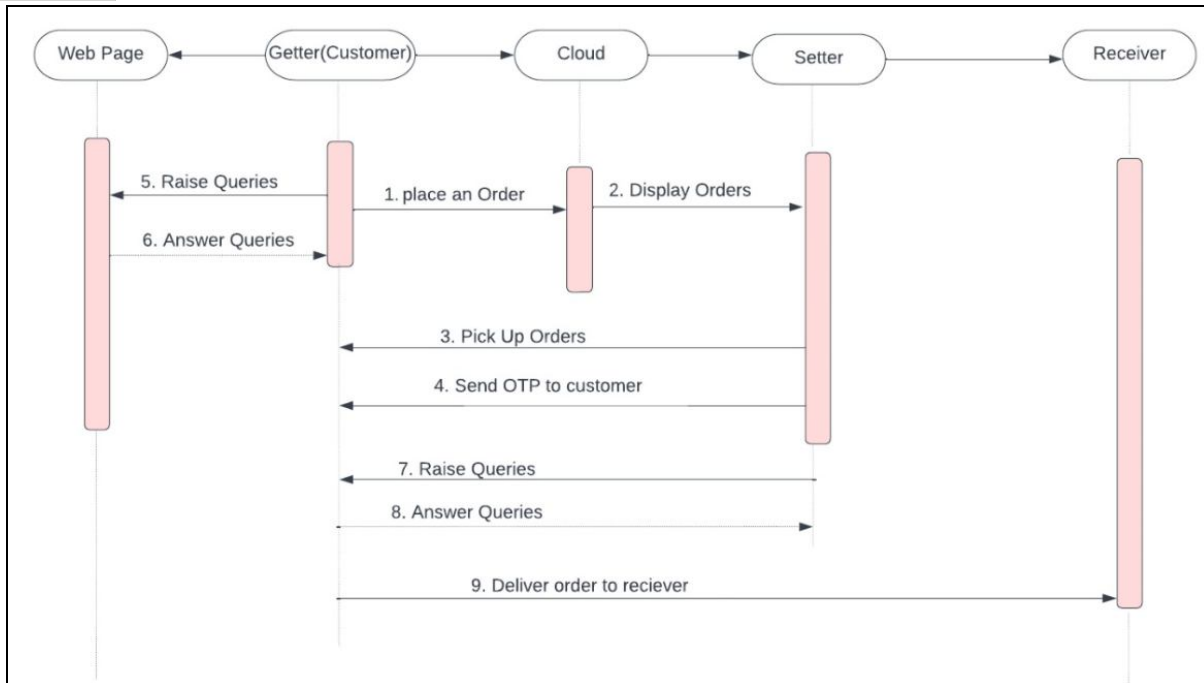 Web Page
Getter(Customer)
Cloud
Setter
Receiver
5. Raise Queries
1. place an Order
2. Display Orders
6. Answer Queries
3. Pick Up Orders
4. Send OTP to customer
7. Raise Queries
8. Answer Queries
9. Deliver order to reciever